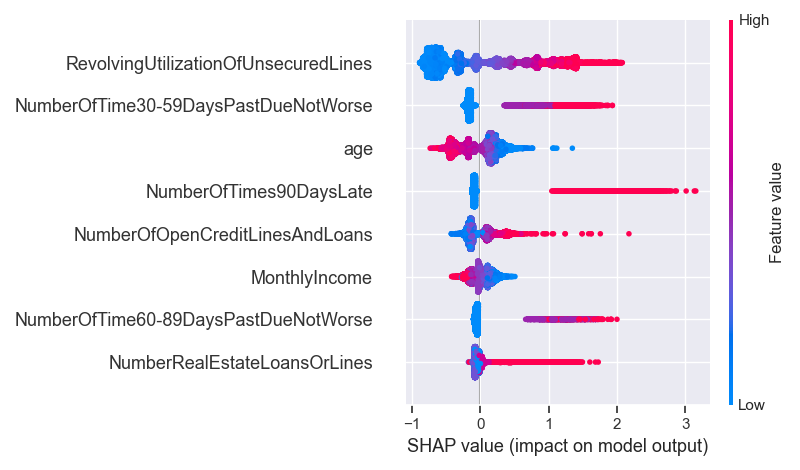 High
RevolvingUtilizationOfUnsecuredLines
NumberOfTime30-59DaysPastDueNotWorse
age
NumberOfTimes90DaysLate
NumberOfOpenCreditLinesAndLoans
MonthlyIncome
NumberOfTime60-89DaysPastDueNotWorse
NumberRealEstateLoansOrLines
Feature value
Low
−1 0 1 2 3
SHAP value (impact on model output)